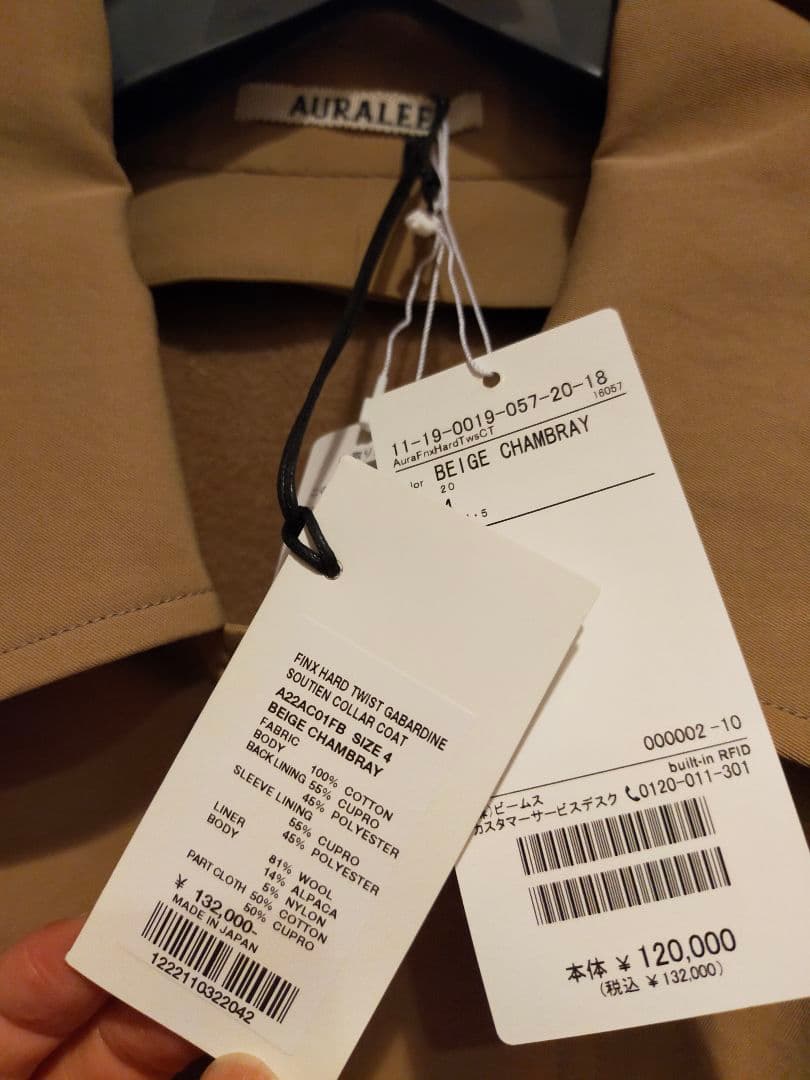 AURALEE
11-19-0019-057-20-18
AuraFnxHardTwsCT 16057
lor BEIGE CHAMBRAY
20
000002-10
built-in RFID
ビームス
カスタマーサービスデスク 0120-011-301
本体 ¥120,000
(税込 ¥132,000)
FINX HARD TWIST GABARDINE
SOUTIEN COLLAR COAT
A22AC01FB SIZE 4
BEIGE CHAMBRAY
FABRIC
BODY 100% COTTON
BACK LINING 55% CUPRO
45% POLYESTER
SLEEVE LINING
55% CUPRO
45% POLYESTER
LINER
BODY 81% WOOL
14% ALPACA
5% NYLON
PART CLOTH 50% COTTON
50% CUPRO
¥ 132,000-
MADE IN JAPAN
1222110322042